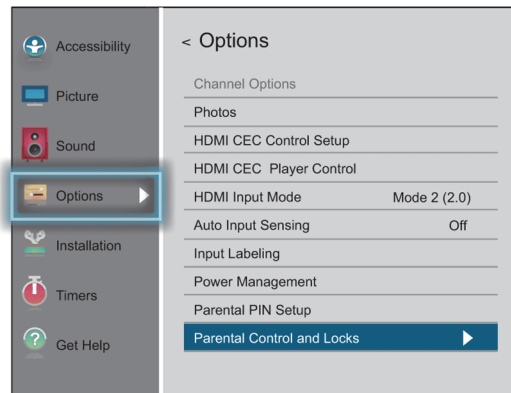 Accessibility
Picture
Sound
Options
Installation
Timers
Get Help
< Options
Channel Options
Photos
HDMI CEC Control Setup
HDMI CEC Player Control
HDMI Input Mode Mode 2 (2.0)
Auto Input Sensing Off
Input Labeling
Power Management
Parental PIN Setup
Parental Control and Locks